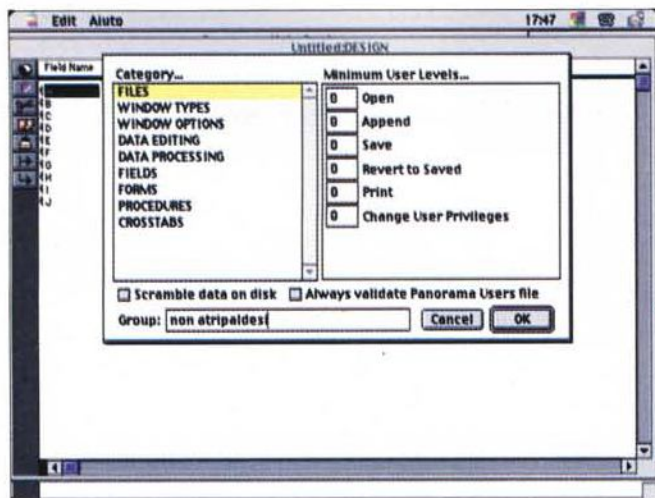 Edit Aiuto 17:47
Untitled:DESIGN
Field Name
A
B
C
D
E
F
G
H
I
J
Category...
FILES
WINDOW TYPES
WINDOW OPTIONS
DATA EDITING
DATA PROCESSING
FIELDS
FORMS
PROCEDURES
CROSSTABS
Minimum User Levels...
0 Open
0 Append
0 Save
0 Revert to Saved
0 Print
0 Change User Privileges
Scramble data on disk Always validate Panorama Users file
Group: non atripaldesi Cancel OK